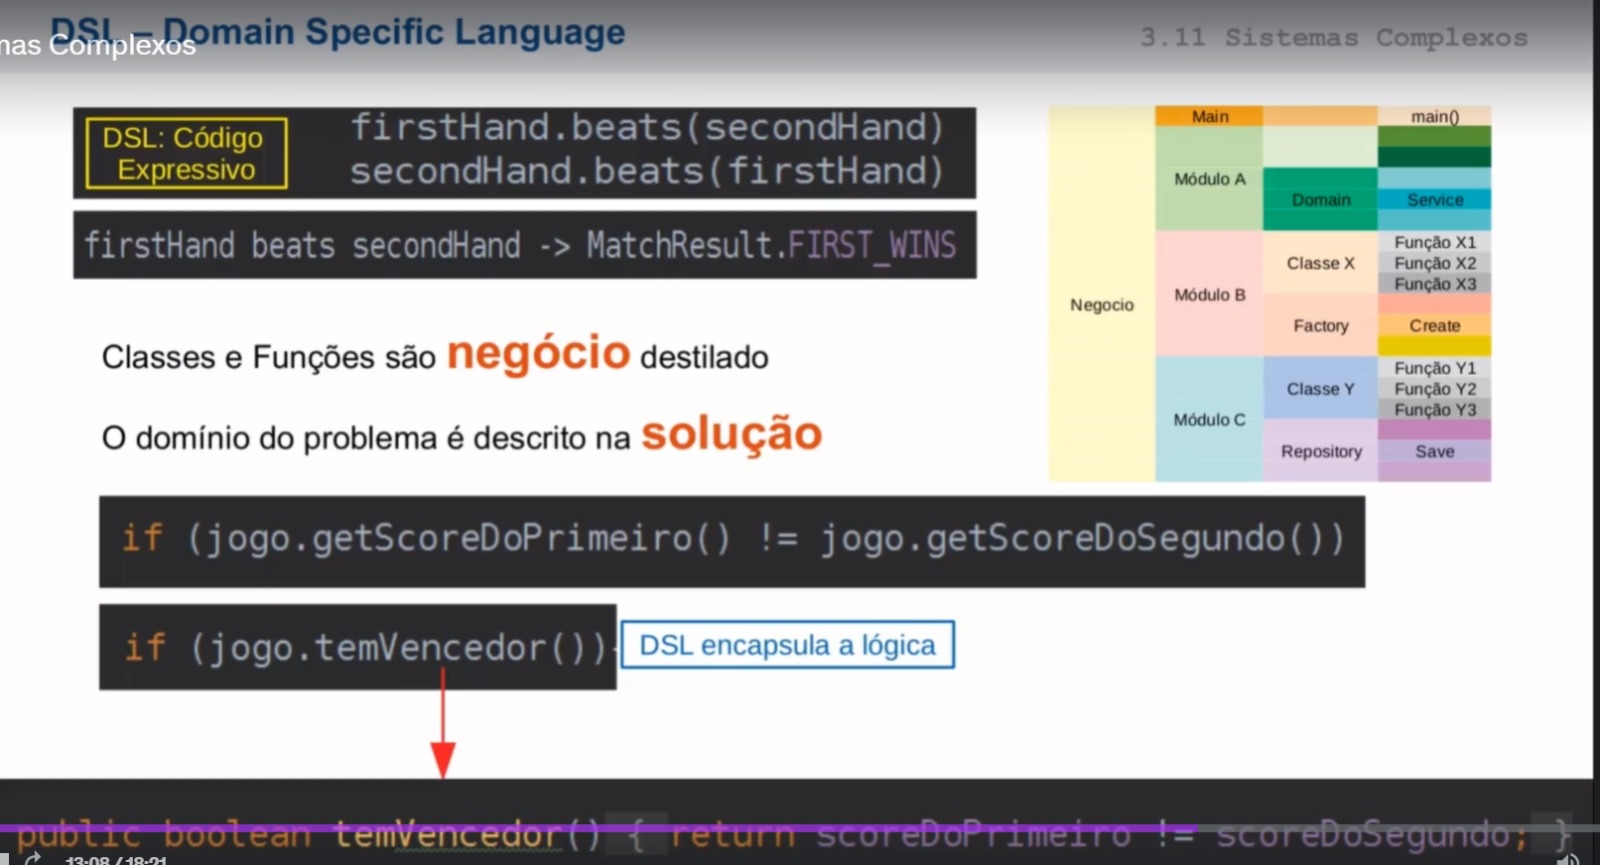 DSL – Domain Specific Language
mas Complexos
3.11 Sistemas Complexos
DSL: Código
Expressivo
firstHand.beats(secondHand)
secondHand.beats(firstHand)
firstHand beats secondHand -> MatchResult.FIRST_WINS
Classes e Funções são negócio destilado
O domínio do problema é descrito na solução
Negocio
Main
main()
Módulo A
Domain
Service
Módulo B
Classe X
Função X1
Função X2
Função X3
Factory
Create
Módulo C
Classe Y
Função Y1
Função Y2
Função Y3
Repository
Save
if (jogo.getScoreDoPrimeiro() != jogo.getScoreDoSegundo())
if (jogo.temVencedor())
DSL encapsula a lógica
public boolean temVencedor() { return scoreDoPrimeiro != scoreDoSegundo; }
13:08 / 18:21